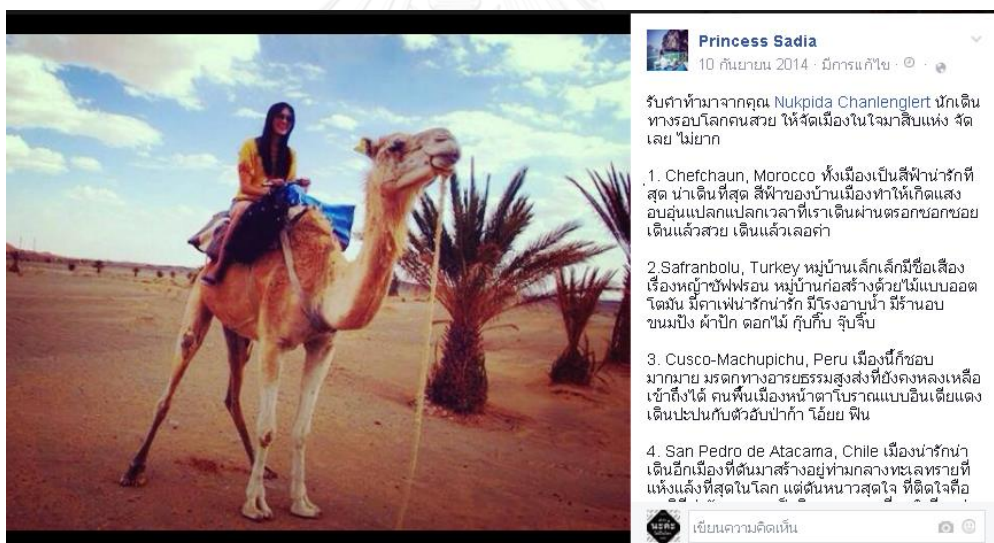 Princess Sadia
10 กันยายน 2014 · มีการแก้ไข ·
รับคำท้ามาจากคุณ Nukpida Chanlenglert นักเดิน
ทางรอบโลกคนสวย ให้จัดเมืองในใจมาสิบแห่ง จัด
เลย ไม่ยาก
1. Chefchaun, Morocco ทั้งเมืองเป็นสีฟ้าน่ารักที่
สุด น่าเดินที่สุด สีฟ้าของบ้านเมืองทำให้เกิดแสง
อบอุ่นแปลกแปลกเวลาที่เราเดินผ่านตรอกซอกซอย
เดินแล้วสวย เดินแล้วเลอค่า
2.Safranbolu, Turkey หมู่บ้านเล็กเล็กมีชื่อเสียง
เรื่องหญ้าซัฟฟรอน หมู่บ้านก่อสร้างด้วยไม้แบบออต
โตมัน มีคาเฟ่น่ารักน่ารัก มีโรงอาบน้ำ มีร้านอบ
ขนมปัง ผ้าปัก ดอกไม้ กุ๊บกิ๊บ จุ๊บจิ๊บ
3. Cusco-Machupichu, Peru เมืองนี้ก็ชอบ
มากมาย มรดกทางอารยธรรมสูงส่งที่ยังคงหลงเหลือ
เข้าถึงได้ คนพื้นเมืองหน้าตาโบราณแบบอินเดียแดง
เดินปะปนกับตัวอัปป่าก้า โอ้ยย ฟิน
4. San Pedro de Atacama, Chile เมืองน่ารักน่า
เดินอีกเมืองที่ดันมาสร้างอยู่ท่ามกลางทะเลทรายที่
แห้งแล้งที่สุดในโลก แต่ดันหนาวสุดใจ ที่ติดใจคือ
เขียนความคิดเห็น